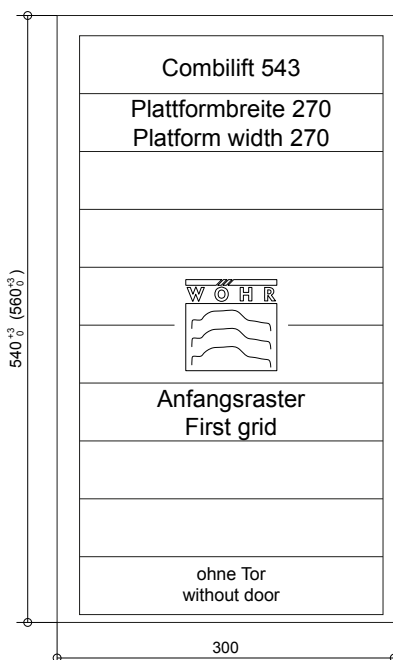 Combilift 543
Plattformbreite 270
Platform width 270
WÖHR
Anfangsraster
First grid
ohne Tor
without door
540 +3 0 (560 +3 0)
300